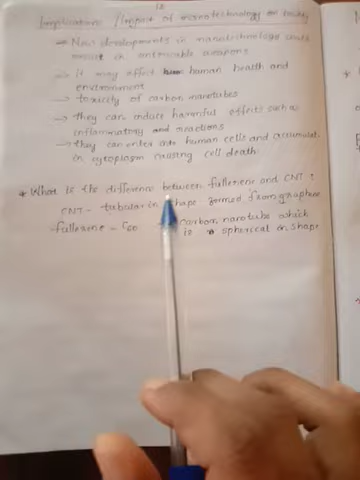 Implications / Impact of nanotechnology on
→ New developments in nanotechnology could
result in untraceable weapons
→ it may affect human health and
environment
→ toxicity of carbon nanotubes
→ they can induce harmful effects such as
inflammatory and reactions
→ they can enter into human cells and accumulate
in cytoplasm causing cell death
* What is the difference between fullerene and CNT?
CNT - tubular in shape formed from graphene
fullerene - C60 carbon nanotube which
is spherical in shape